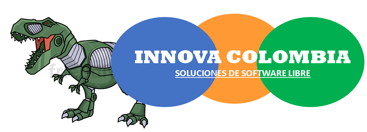 INNOVA COLOMBIA
SOLUCIONES DE SOFTWARE LIBRE